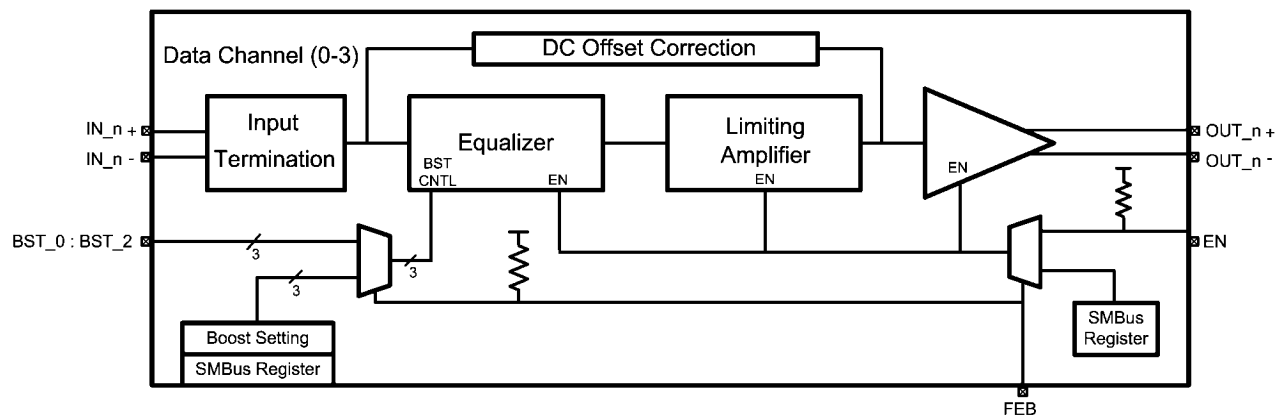 DC Offset Correction
Data Channel (0-3)
Input
Termination
Equalizer
BST
CNTL
EN
Limiting
Amplifier
EN
EN
IN_n +
IN_n -
OUT_n +
OUT_n -
BST_0 : BST_2
3
3
3
EN
Boost Setting
SMBus Register
SMBus
Register
FEB